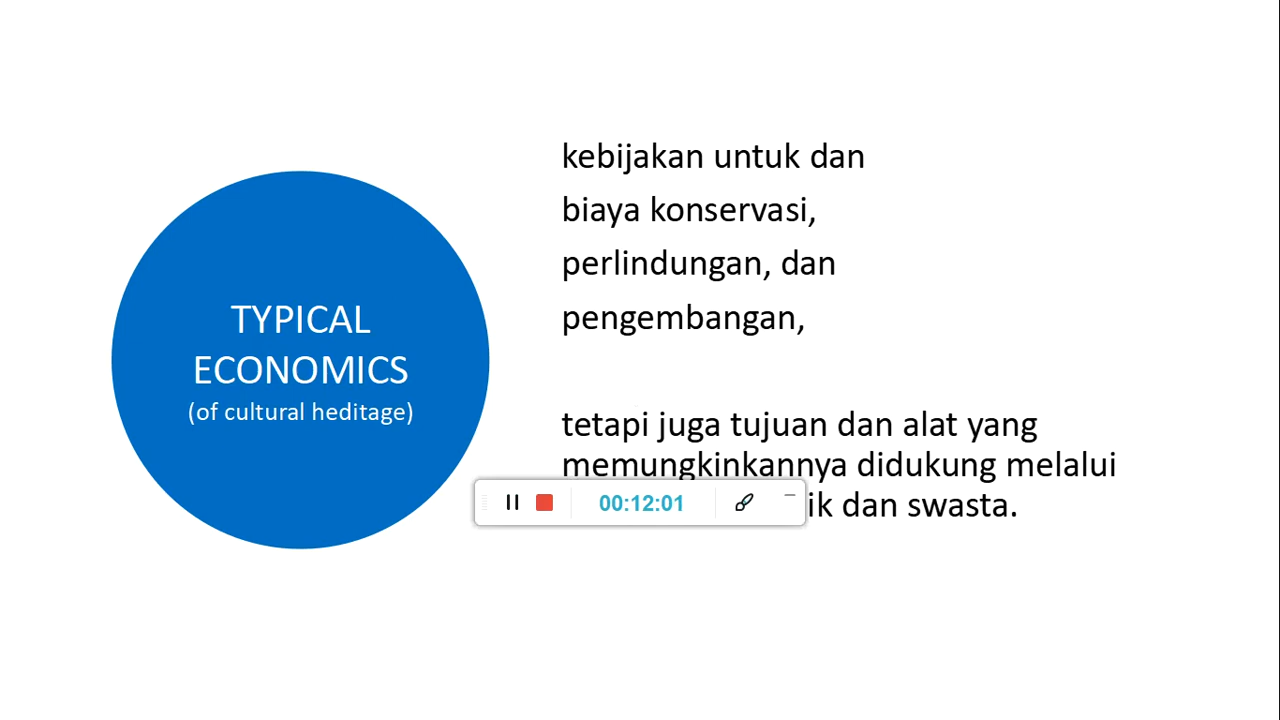 TYPICAL
ECONOMICS
(of cultural heditage)
kebijakan untuk dan
biaya konservasi,
perlindungan, dan
pengembangan,
tetapi juga tujuan dan alat yang
memungkinkannya didukung melalui
dan swasta.
00:12:01